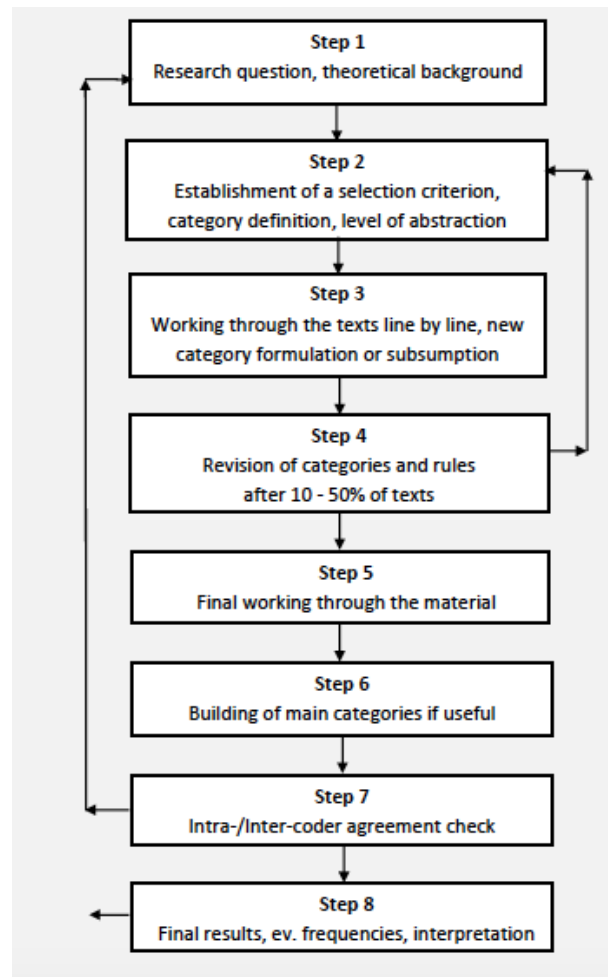 Step 1
Research question, theoretical background
Step 2
Establishment of a selection criterion,
category definition, level of abstraction
Step 3
Working through the texts line by line, new
category formulation or subsumption
Step 4
Revision of categories and rules
after 10 - 50% of texts
Step 5
Final working through the material
Step 6
Building of main categories if useful
Step 7
Intra-/Inter-coder agreement check
Step 8
Final results, ev. frequencies, interpretation